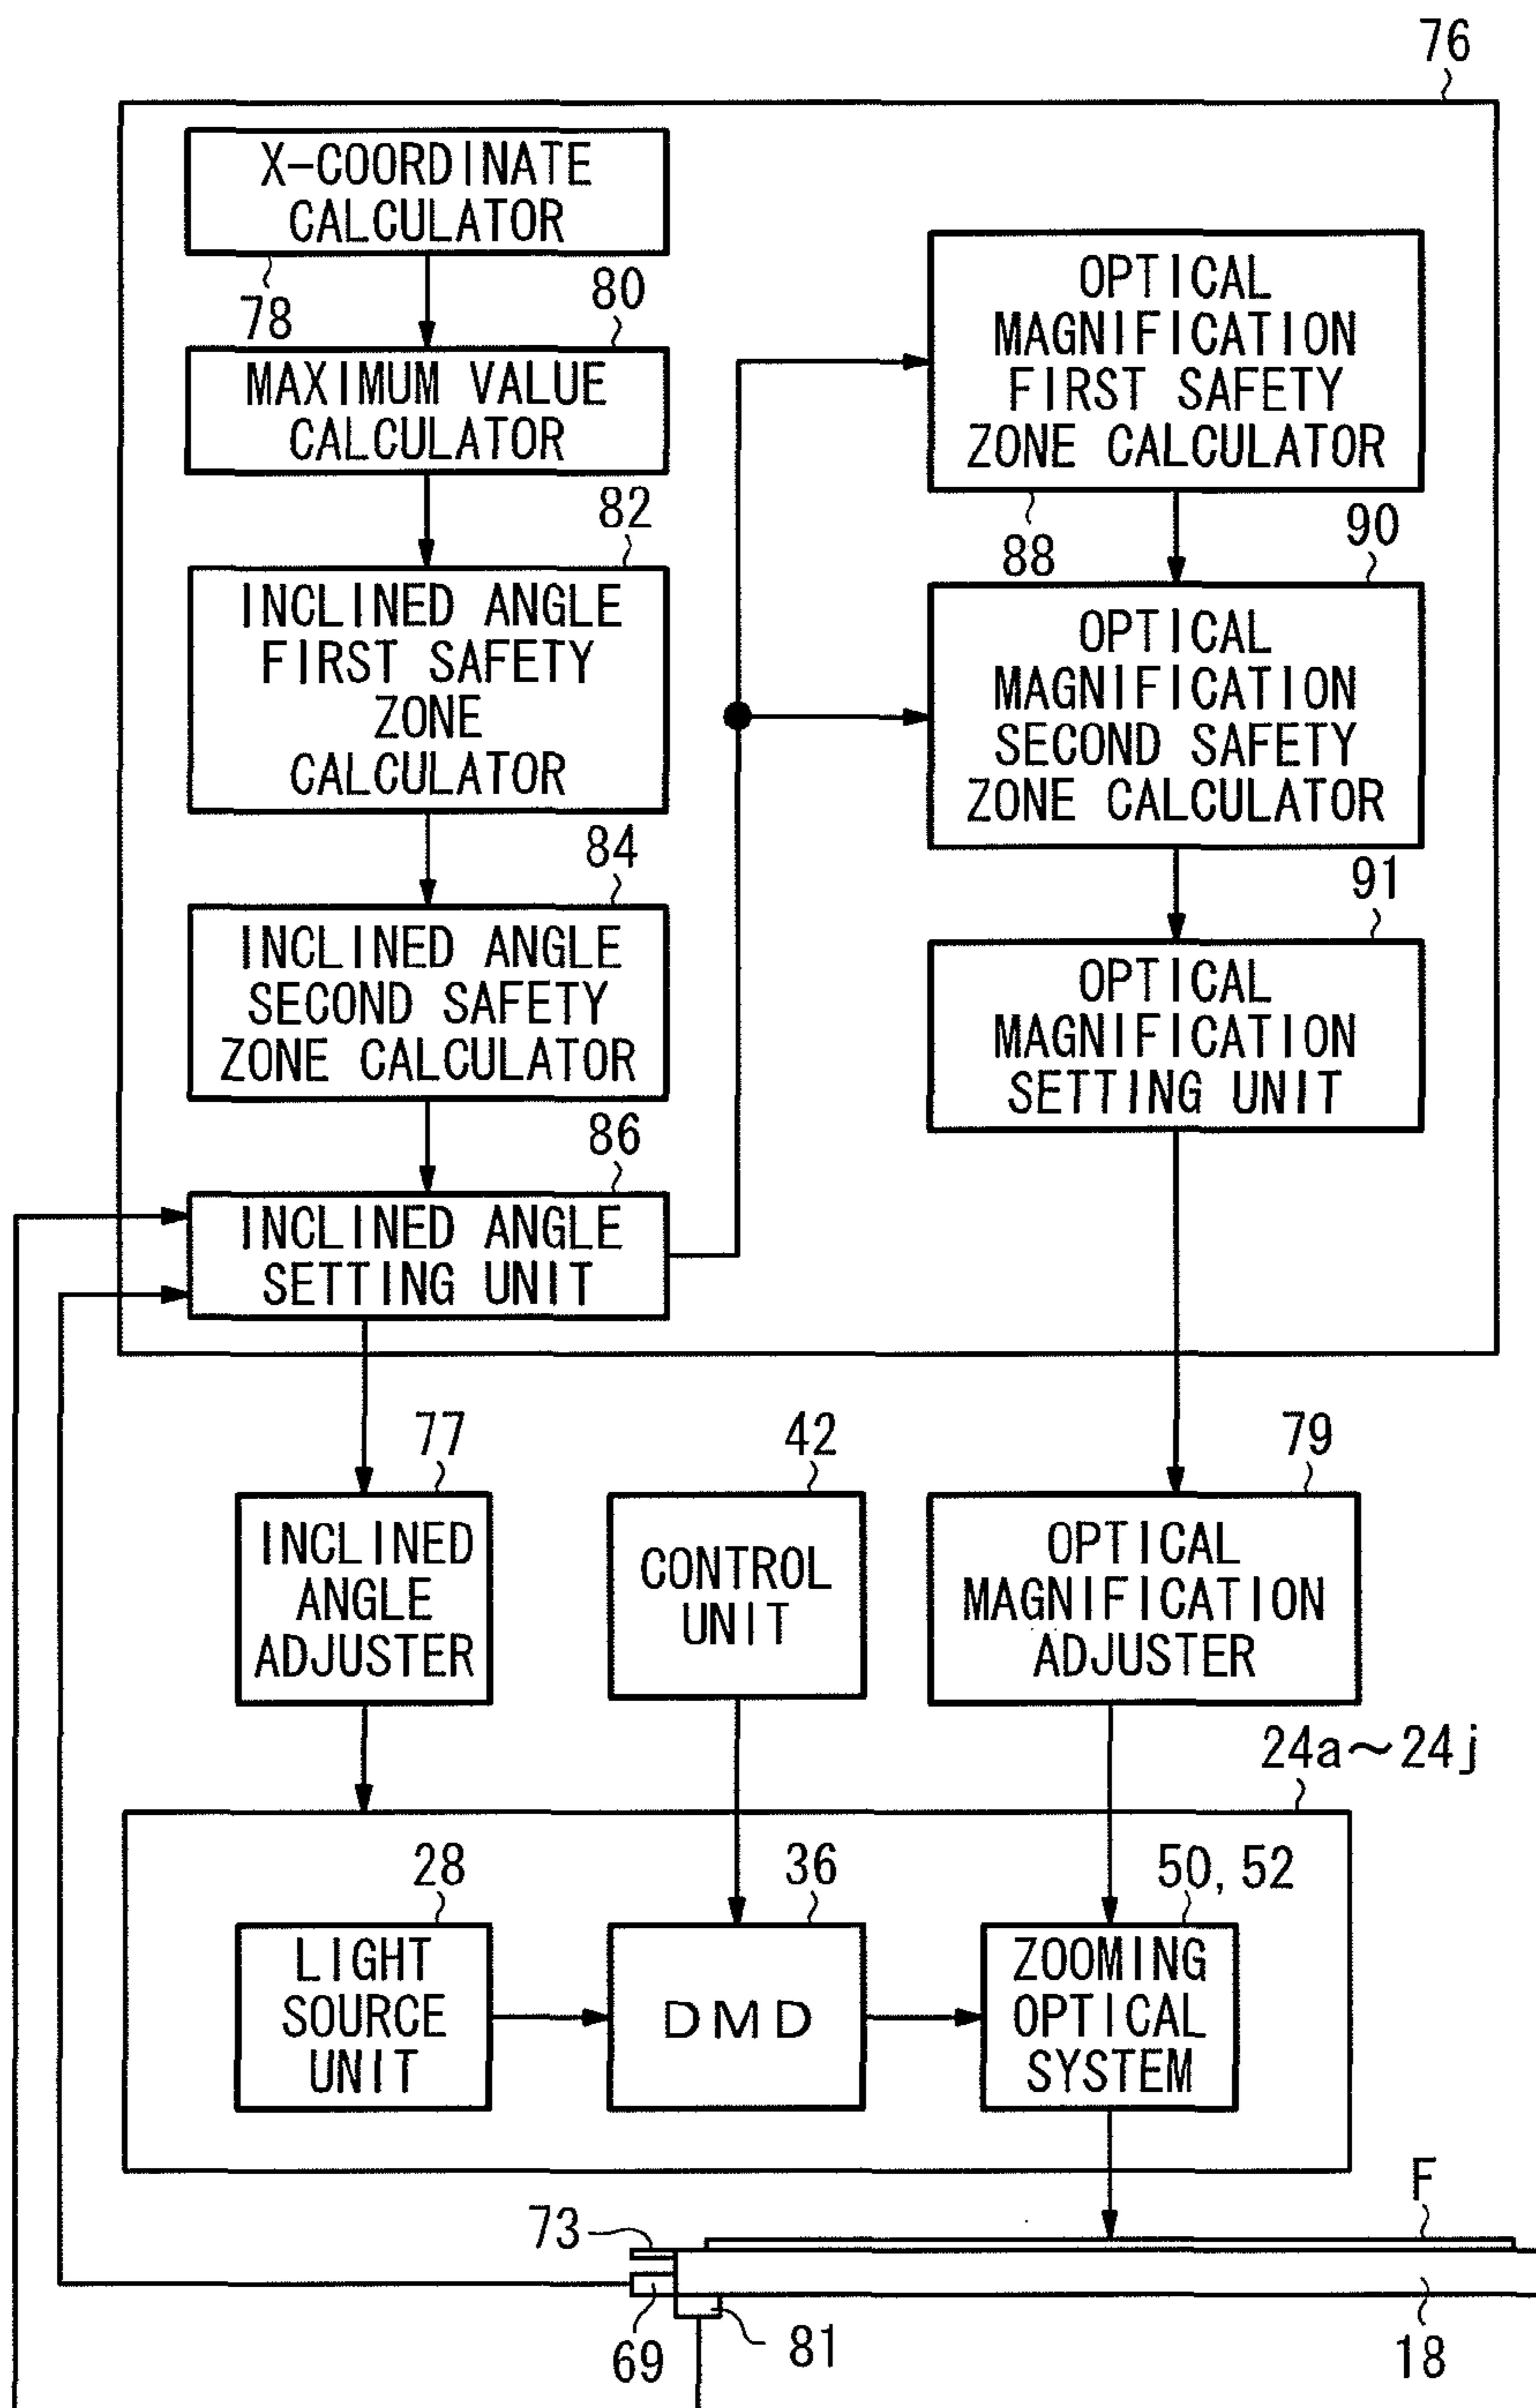 76
X-COORDINATE
CALCULATOR
78
80
MAXIMUM VALUE
CALCULATOR
82
INCLINED ANGLE
FIRST SAFETY
ZONE
CALCULATOR
84
INCLINED ANGLE
SECOND SAFETY
ZONE CALCULATOR
86
INCLINED ANGLE
SETTING UNIT
OPTICAL
MAGNIFICATION
FIRST SAFETY
ZONE CALCULATOR
88
90
OPTICAL
MAGNIFICATION
SECOND SAFETY
ZONE CALCULATOR
91
OPTICAL
MAGNIFICATION
SETTING UNIT
77
INCLINED
ANGLE
ADJUSTER
42
CONTROL
UNIT
79
OPTICAL
MAGNIFICATION
ADJUSTER
24a~24j
28
LIGHT
SOURCE
UNIT
36
DMD
50, 52
ZOOMING
OPTICAL
SYSTEM
73
F
69
81
18